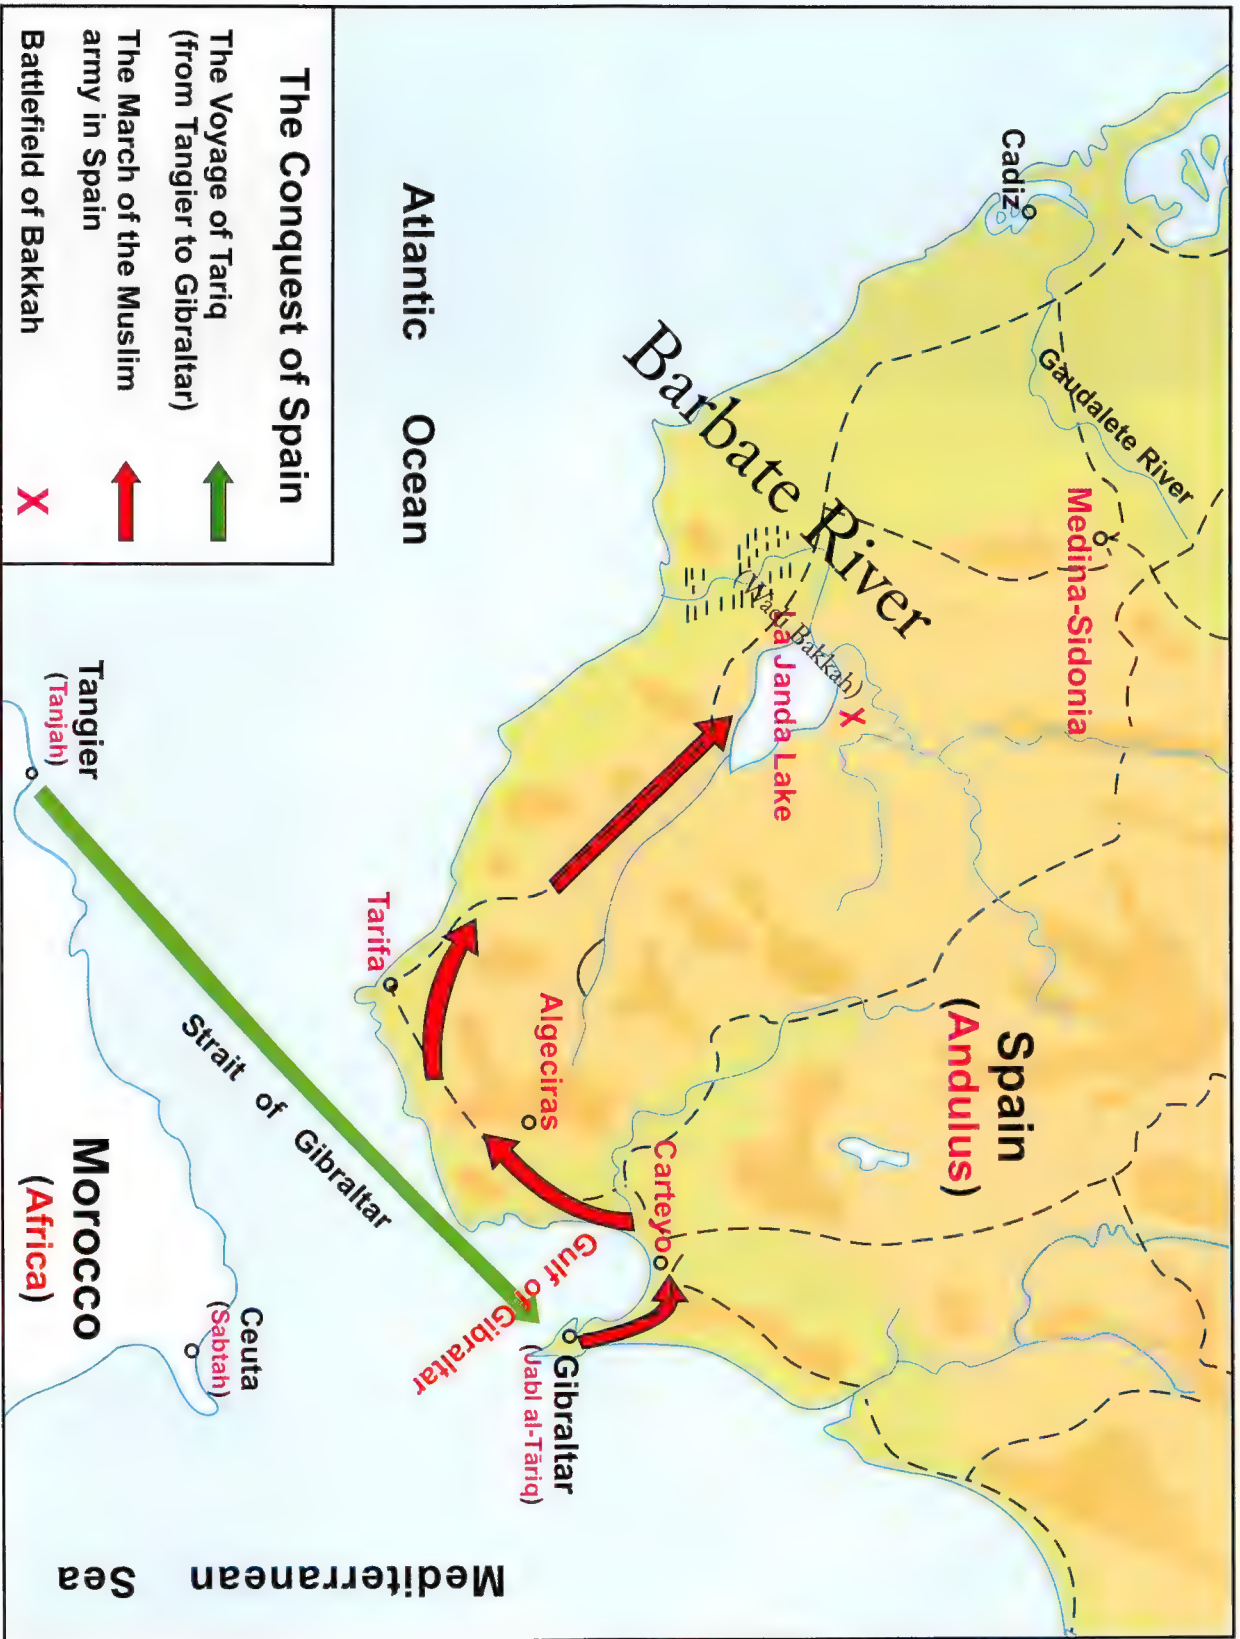 Cadiz
Gaudalete River
Medina-Sidonia
Barbate River
(Wadi Bakkah)
La Janda Lake
X
Spain
(Andulus)
Atlantic Ocean
Tarifa
Algeciras
Carteyo
Gulf of Gibraltar
Gibraltar
(Jabl al-Tāriq)
Strait of Gibraltar
Tangier
(Tanjah)
Ceuta
(Sabtah)
Morocco
(Africa)
Mediterranean
Sea
The Conquest of Spain
The Voyage of Tariq
(from Tangier to Gibraltar)
The March of the Muslim
army in Spain
Battlefield of Bakkah X